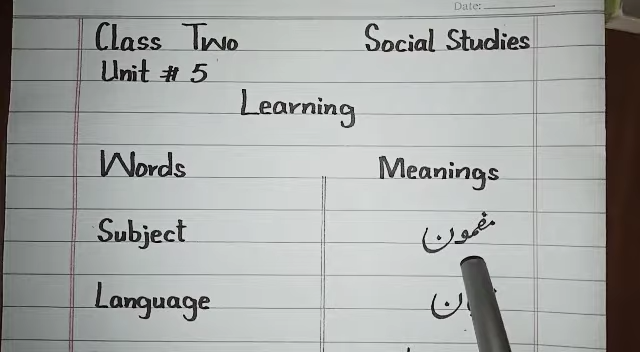 Date:
Class Two Social Studies
Unit # 5
Learning
Words Meanings
Subject مضمون
Language